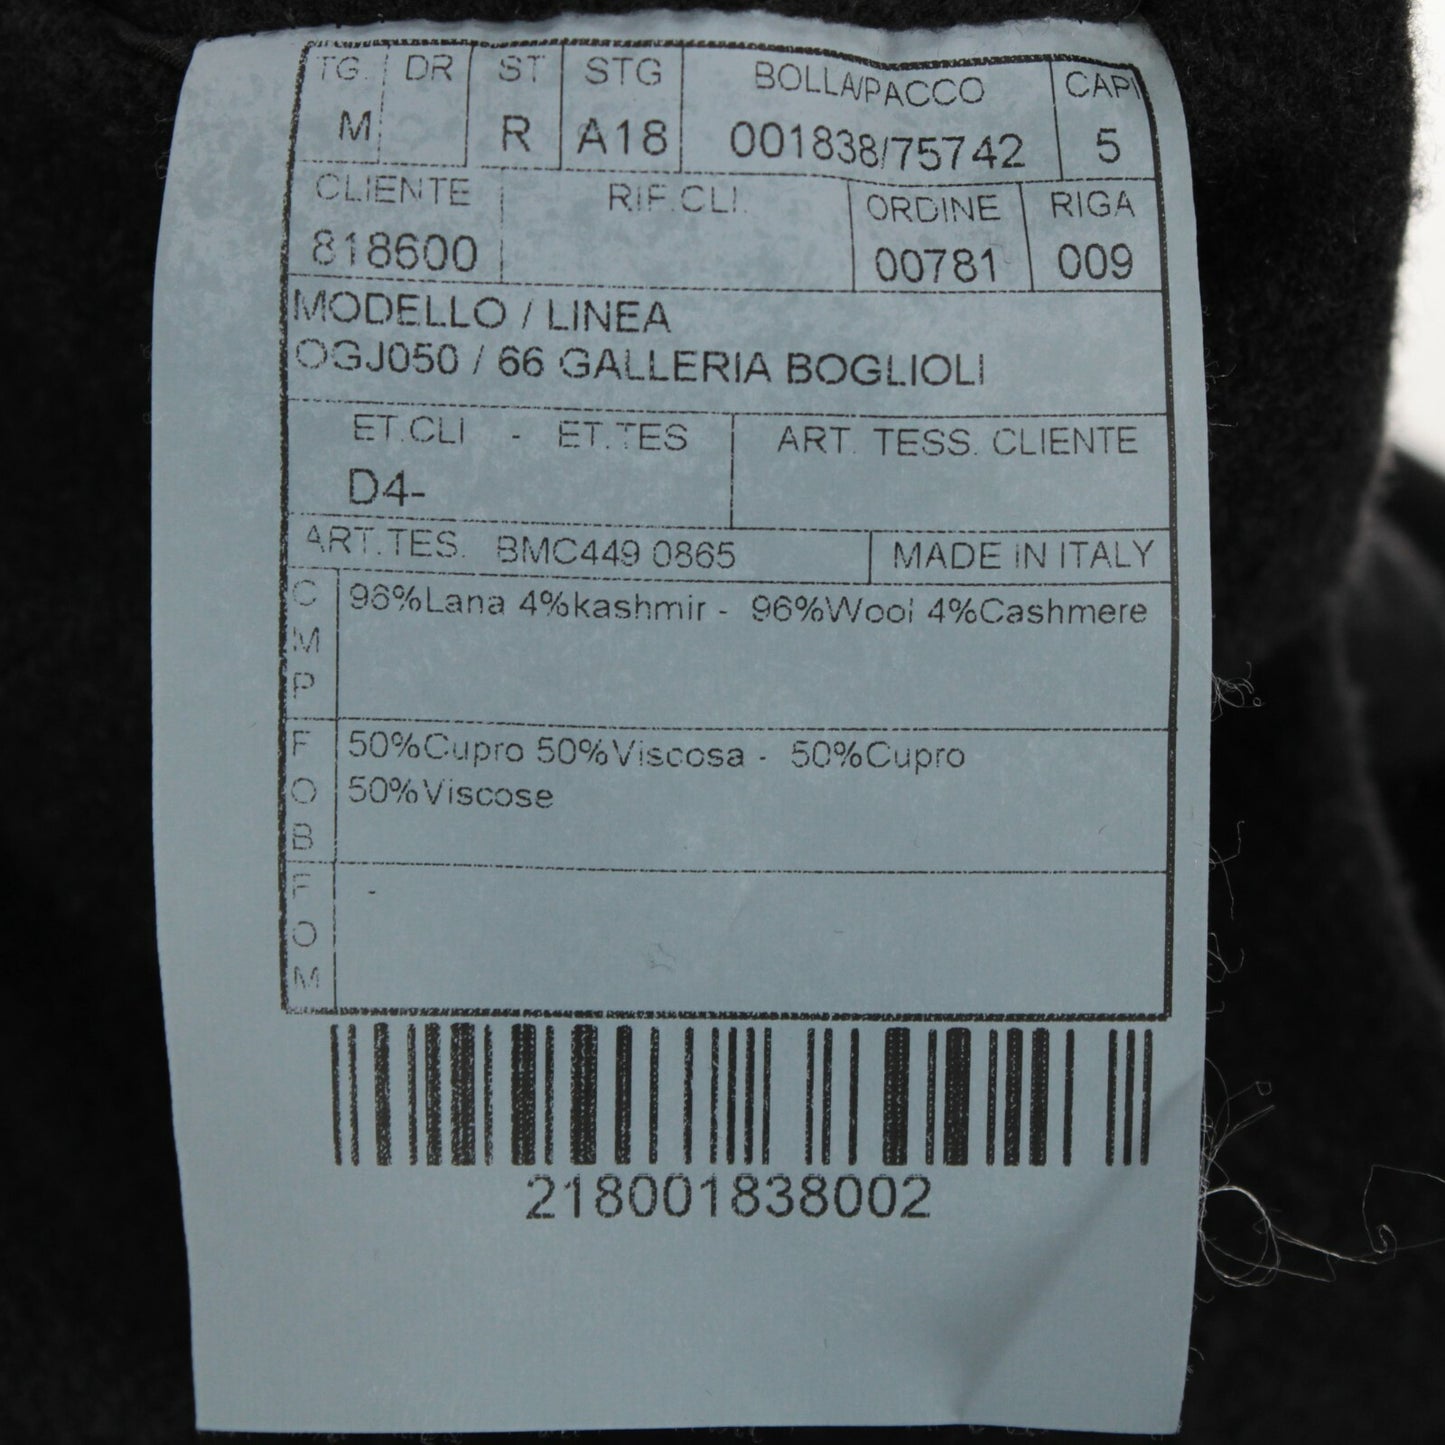 TG. DR ST STG BOLLA/PACCO CAPI
M R A18 001838/75742 5
CLIENTE RIF.CLI. ORDINE RIGA
818600 00781 009
MODELLO / LINEA
OGJ050 / 66 GALLERIA BOGLIOLI
ET.CLI - ET.TES ART. TESS. CLIENTE
D4-
ART.TES. BMC449 0865 MADE IN ITALY
CMP 96%Lana 4%kashmir - 96%Wool 4%Cashmere
FOB 50%Cupro 50%Viscosa - 50%Cupro
50%Viscose
FOM -
218001838002